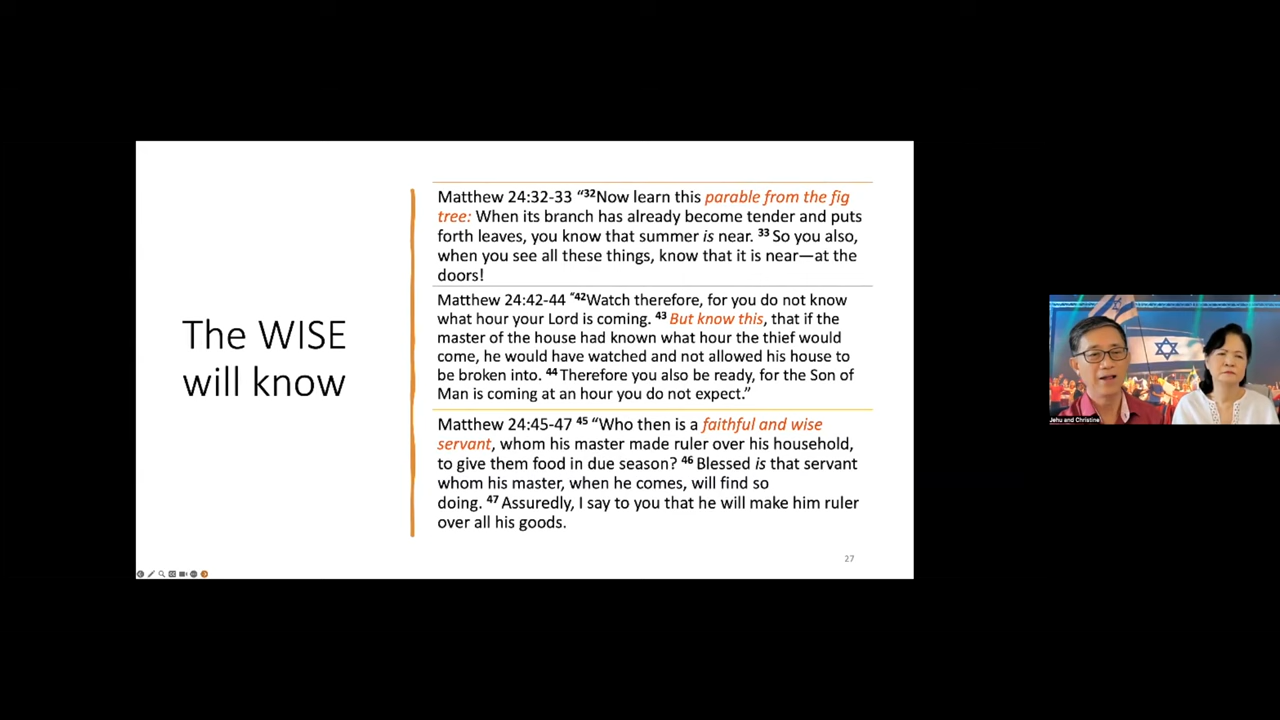 The WISE
will know
Matthew 24:32-33 “32Now learn this parable from the fig
tree: When its branch has already become tender and puts
forth leaves, you know that summer is near. 33 So you also,
when you see all these things, know that it is near—at the
doors!
Matthew 24:42-44 “42Watch therefore, for you do not know
what hour your Lord is coming. 43 But know this, that if the
master of the house had known what hour the thief would
come, he would have watched and not allowed his house to
be broken into. 44 Therefore you also be ready, for the Son of
Man is coming at an hour you do not expect.”
Matthew 24:45-47 45 “Who then is a faithful and wise
servant, whom his master made ruler over his household,
to give them food in due season? 46 Blessed is that servant
whom his master, when he comes, will find so
doing. 47 Assuredly, I say to you that he will make him ruler
over all his goods.
27
Jehu and Christina